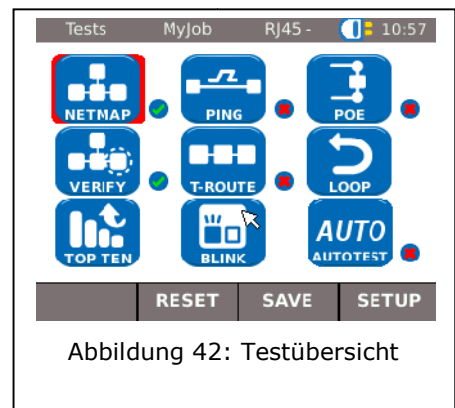 Tests MyJob RJ45 - 10:57
NETMAP PING POE
VERIFY T-ROUTE LOOP
AUTO
TOP TEN BLINK AUTOTEST
RESET SAVE SETUP
Abbildung 42: Testübersicht